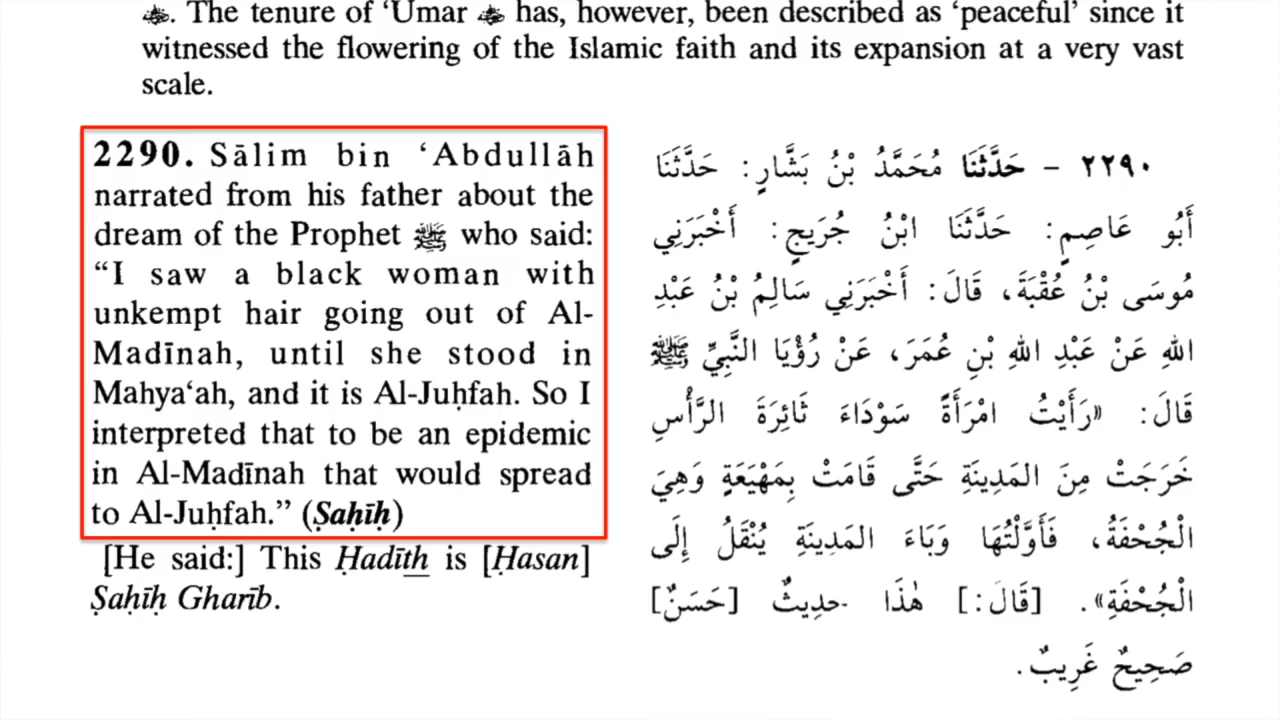 ﷺ. The tenure of ‘Umar ﷺ has, however, been described as ‘peaceful’ since it
witnessed the flowering of the Islamic faith and its expansion at a very vast
scale.
2290. Sālim bin ‘Abdullāh
narrated from his father about the
dream of the Prophet ﷺ who said:
“I saw a black woman with
unkempt hair going out of Al-
Madīnah, until she stood in
Mahya‘ah, and it is Al-Juḥfah. So I
interpreted that to be an epidemic
in Al-Madīnah that would spread
to Al-Juḥfah.” (Ṣaḥīḥ)
[He said:] This Ḥadīth is [Ḥasan]
Ṣaḥīḥ Gharīb.
٢٢٩٠ - حَدَّثَنَا مُحَمَّدُ بْنُ بَشَّارٍ: حَدَّثَنَا
أَبُو عَاصِمٍ: حَدَّثَنَا ابْنُ جُرَيجٍ: أَخْبَرَنِي
مُوسَى بْنُ عُقْبَةَ، قَالَ: أَخْبَرَنِي سَالِمُ بْنُ عَبْدِ
اللهِ عَنْ عَبْدِ اللهِ بْنِ عُمَرَ، عَنْ رُؤْيَا النَّبِيِّ ﷺ
قَالَ: «رَأَيْتُ امْرَأَةً سَوْدَاءَ ثَائِرَةَ الرَّأْسِ
خَرَجَتْ مِنَ المَدِينَةِ حَتَّى قَامَتْ بِمَهْيَعَةٍ وَهِيَ
الْجُحْفَةُ، فَأَوَّلْتُهَا وَبَاءَ المَدِينَةِ يُنْقَلُ إِلَى
الْجُحْفَةِ». [قَالَ:] هٰذَا حدِيثٌ [حَسَنٌ]
صَحِيحٌ غَرِيبٌ.